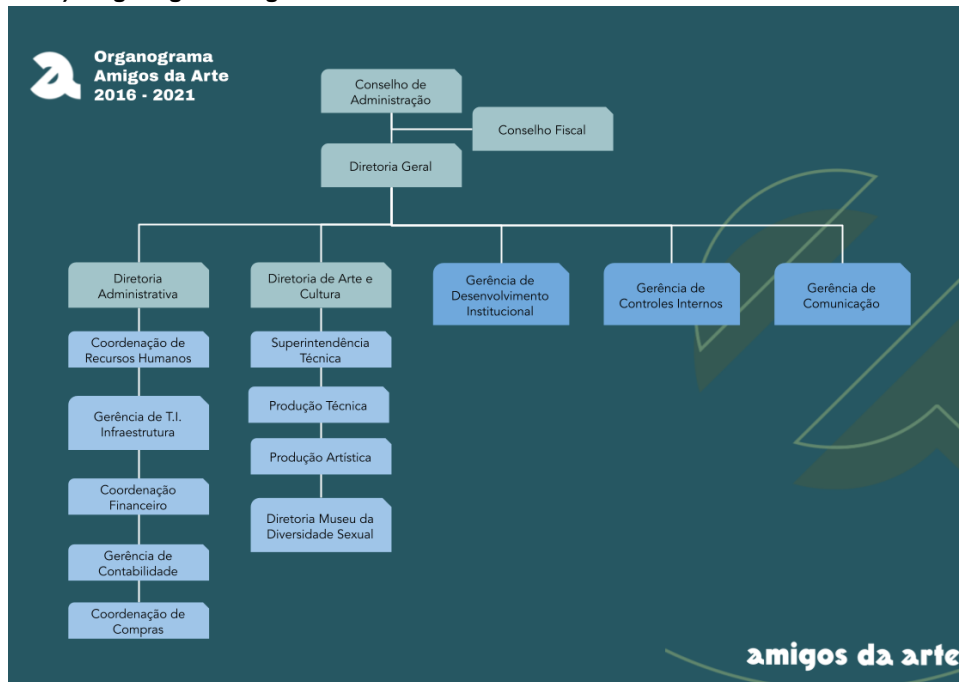 Organograma
Amigos da Arte
2016 - 2021
Conselho de
Administração
Conselho Fiscal
Diretoria Geral
Diretoria
Administrativa
Diretoria de Arte e
Cultura
Gerência de
Desenvolvimento
Institucional
Gerência de
Controles Internos
Gerência de
Comunicação
Coordenação de
Recursos Humanos
Gerência de T.I.
Infraestrutura
Coordenação
Financeiro
Gerência de
Contabilidade
Coordenação de
Compras
Superintendência
Técnica
Produção Técnica
Produção Artística
Diretoria Museu da
Diversidade Sexual
amigos da arte